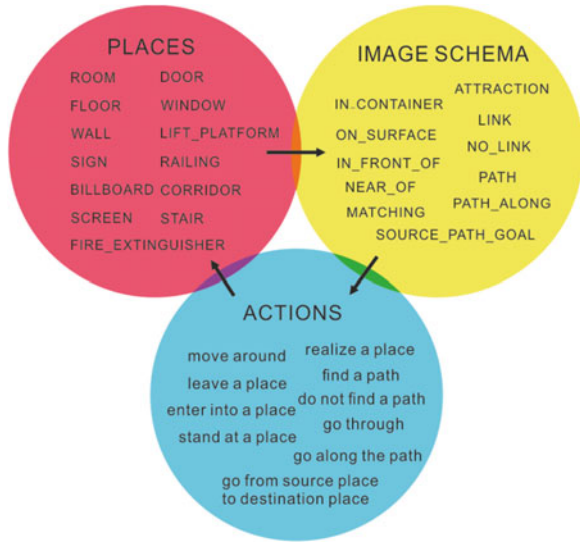 PLACES
ROOM DOOR
FLOOR WINDOW
WALL LIFT_PLATFORM
SIGN RAILING
BILLBOARD CORRIDOR
SCREEN STAIR
FIRE_EXTINGUISHER
IMAGE SCHEMA
ATTRACTION
IN_CONTAINER
LINK
ON_SURFACE
NO_LINK
IN_FRONT_OF
PATH
NEAR_OF
PATH_ALONG
MATCHING
SOURCE_PATH_GOAL
ACTIONS
realize a place
move around
find a path
leave a place
do not find a path
enter into a place
go through
stand at a place
go along the path
go from source place
to destination place